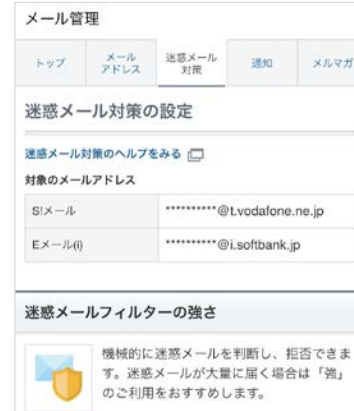 メール管理
トップ
メール
アドレス
迷惑メール
対策
通知
メルマガ
迷惑メール対策の設定
迷惑メール対策のヘルプをみる
対象のメールアドレス
S!メール
**********@t.vodafone.ne.jp
Eメール(i)
**********@i.softbank.jp
迷惑メールフィルターの強さ
機械的に迷惑メールを判断し、拒否できま
す。迷惑メールが大量に届く場合は「強」
のご利用をおすすめします。